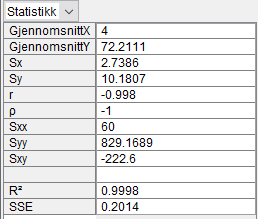 Statistikk
GjennomsnittX 4
GjennomsnittY 72.2111
Sx 2.7386
Sy 10.1807
r -0.998
ρ -1
Sxx 60
Syy 829.1689
Sxy -222.6
R² 0.9998
SSE 0.2014